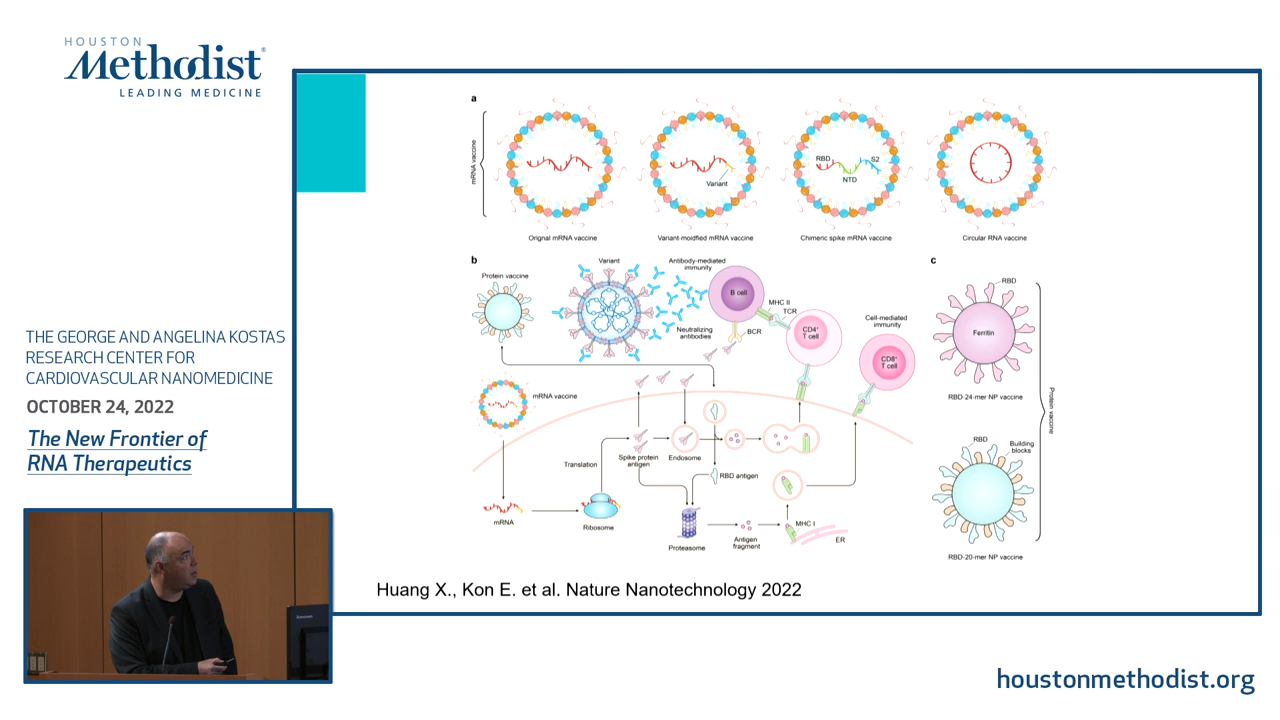 HOUSTON
Methodist®
LEADING MEDICINE
THE GEORGE AND ANGELINA KOSTAS
RESEARCH CENTER FOR
CARDIOVASCULAR NANOMEDICINE
OCTOBER 24, 2022
The New Frontier of
RNA Therapeutics
a
mRNA vaccine
Variant
RBD
S2
NTD
Orignal mRNA vaccine
Variant-moidfied mRNA vaccine
Chimeric spike mRNA vaccine
Circular RNA vaccine
b
Protein vaccine
Variant
Antibody-mediated
immunity
B cell
MHC II
TCR
Neutralizing
antibodies
BCR
CD4+
T cell
Cell-mediated
immunity
CD8+
T cell
mRNA vaccine
Translation
Spike protein
antigen
Endosome
RBD antigen
mRNA
Ribosome
Proteasome
Antigen
fragment
MHC I
ER
c
RBD
Ferritin
RBD-24-mer NP vaccine
Protein vaccine
RBD
Building
blocks
RBD-20-mer NP vaccine
Huang X., Kon E. et al. Nature Nanotechnology 2022
houstonmethodist.org